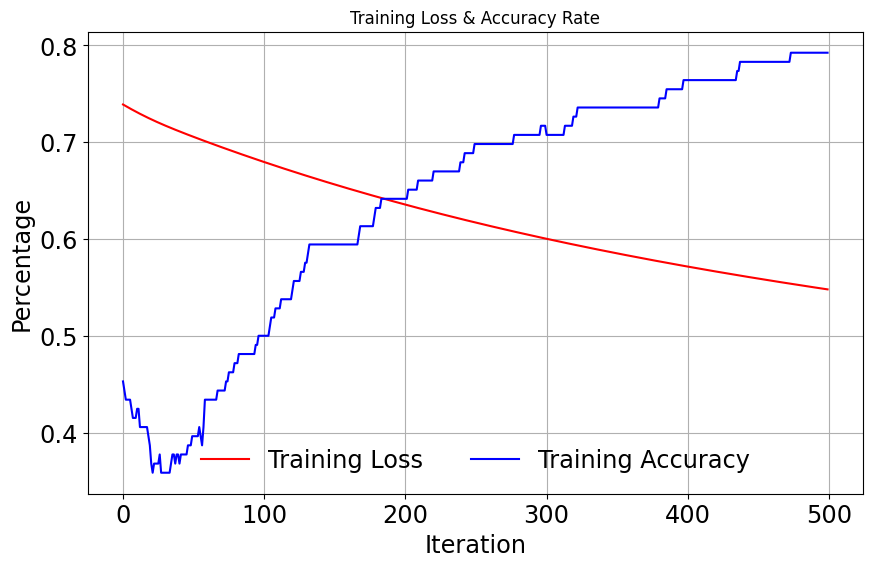 Training Loss & Accuracy Rate
0.8
0.7
0.6
0.5
0.4
Percentage
Training Loss
Training Accuracy
0 100 200 300 400 500
Iteration